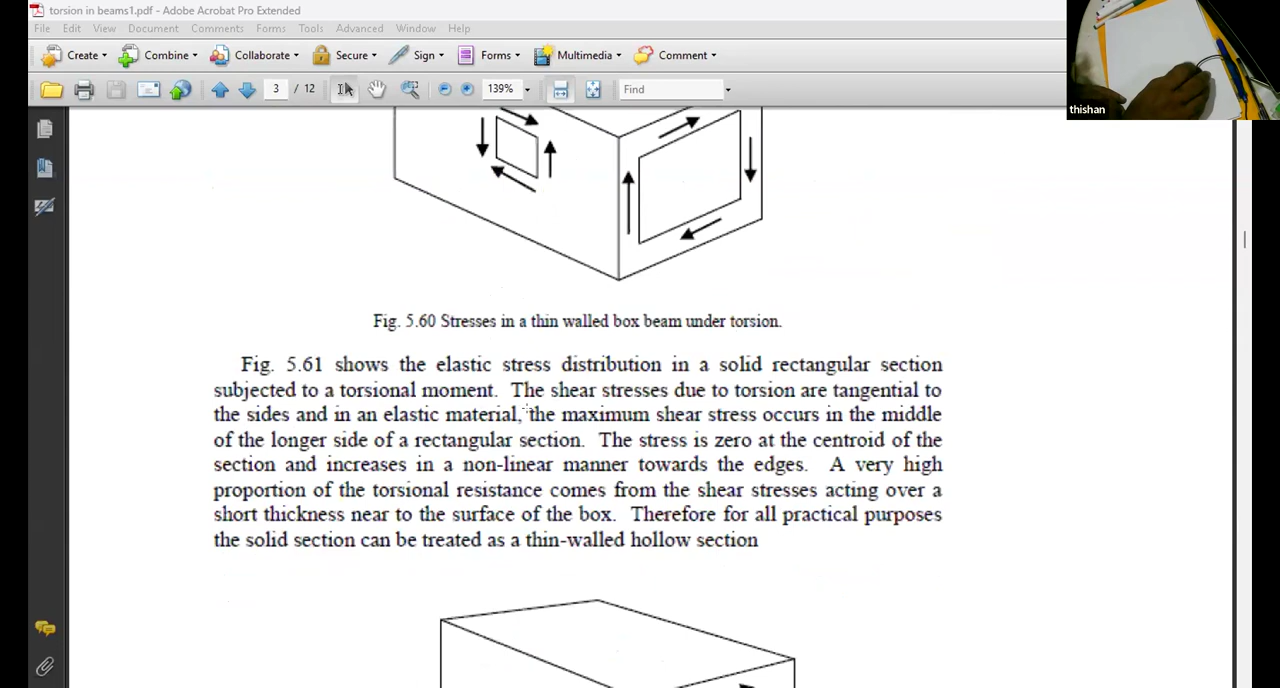 torsion in beams1.pdf - Adobe Acrobat Pro Extended
File Edit View Document Comments Forms Tools Advanced Window Help
Create Combine Collaborate Secure Sign Forms Multimedia Comment
3 / 12 139% Find
thishan
Fig. 5.60 Stresses in a thin walled box beam under torsion.
Fig. 5.61 shows the elastic stress distribution in a solid rectangular section
subjected to a torsional moment. The shear stresses due to torsion are tangential to
the sides and in an elastic material, the maximum shear stress occurs in the middle
of the longer side of a rectangular section. The stress is zero at the centroid of the
section and increases in a non-linear manner towards the edges. A very high
proportion of the torsional resistance comes from the shear stresses acting over a
short thickness near to the surface of the box. Therefore for all practical purposes
the solid section can be treated as a thin-walled hollow section